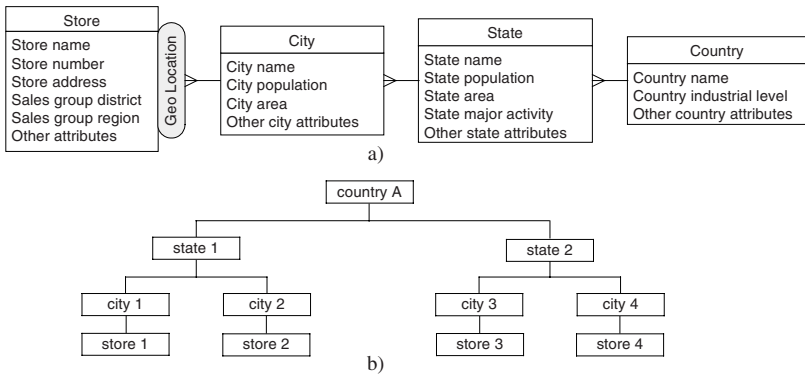 Store
Store name
Store number
Store address
Sales group district
Sales group region
Other attributes
Geo Location
City
City name
City population
City area
Other city attributes
State
State name
State population
State area
State major activity
Other state attributes
Country
Country name
Country industrial level
Other country attributes
a)
country A
state 1 state 2
city 1 city 2 city 3 city 4
store 1 store 2 store 3 store 4
b)